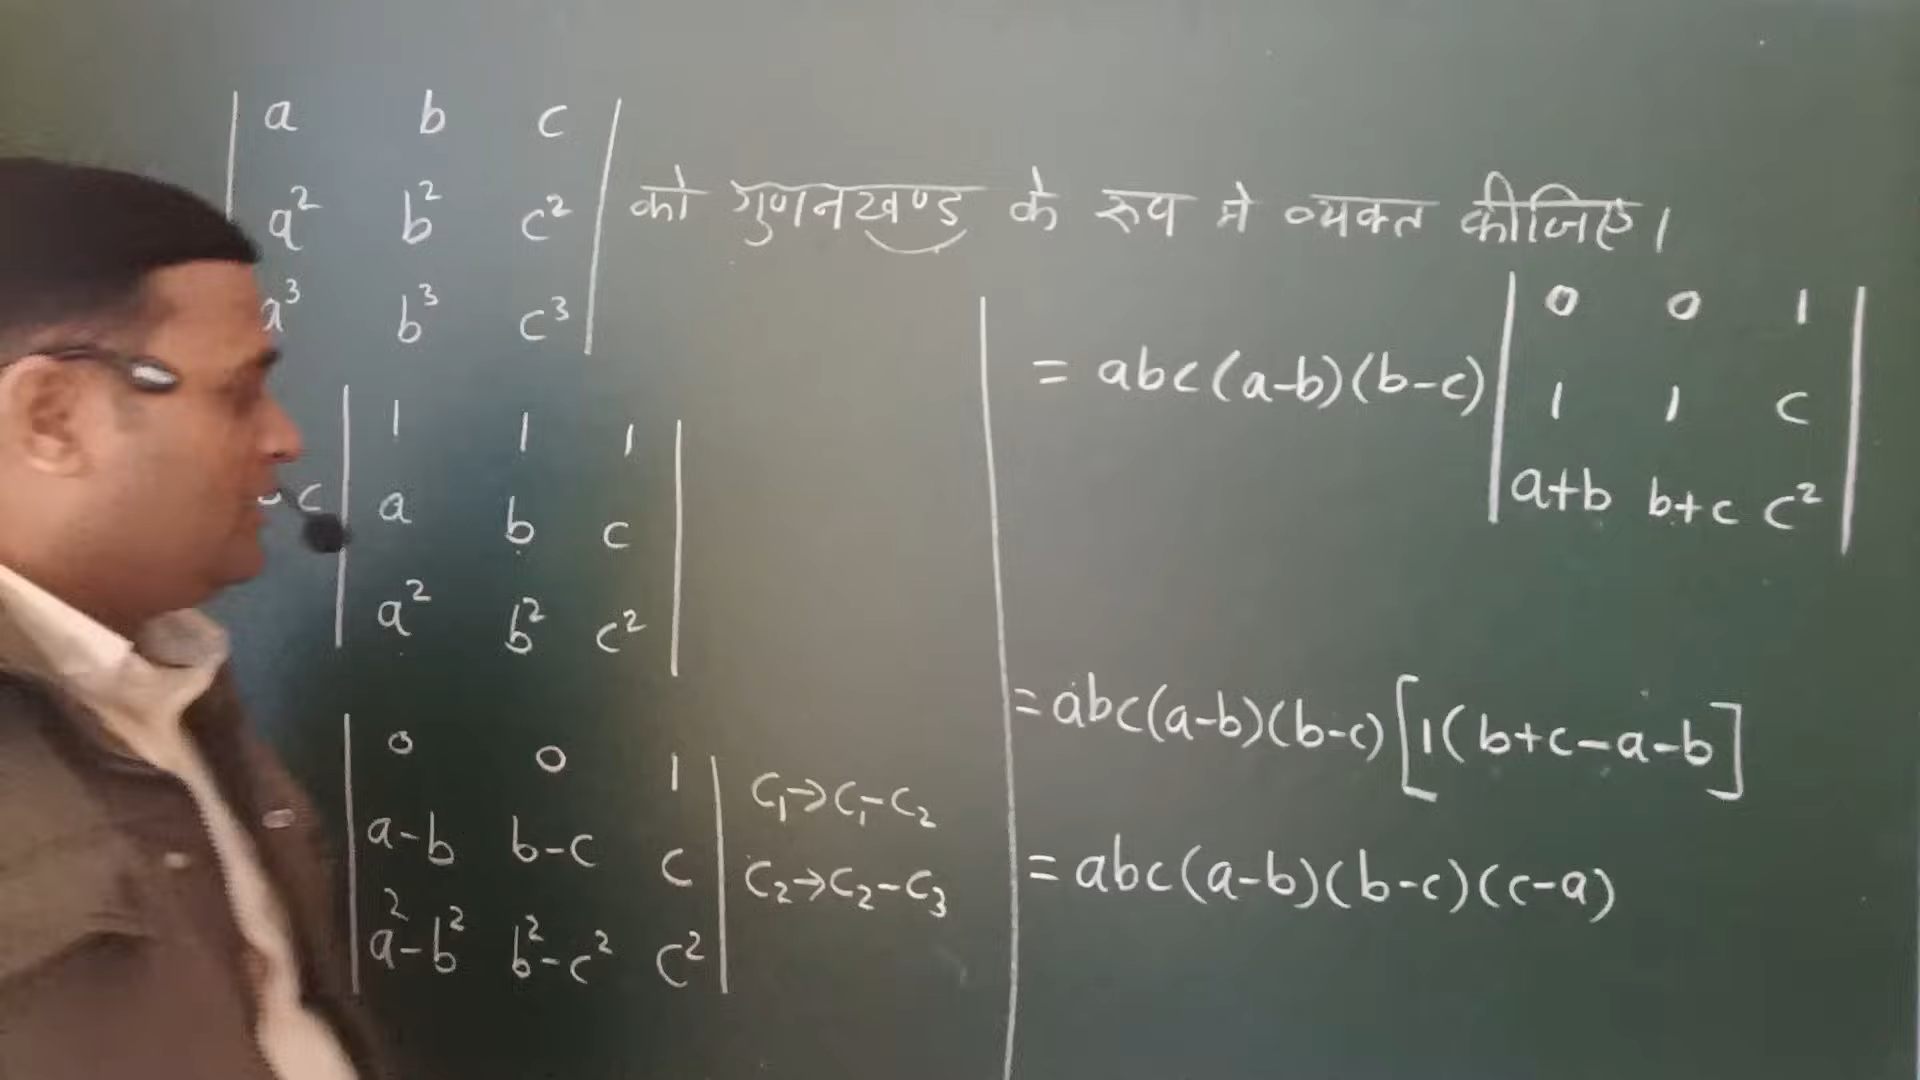 | a b c |
| a² b² c² | को गुणनखण्ड के रूप मे व्यक्त कीजिए।
| a³ b³ c³ |
| 1 1 1 |
c | a b c |
| a² b² c² |
| 0 0 1 |
| a-b b-c c | C₁→C₁-C₂
| a²-b² b²-c² c² | C₂→C₂-C₃
| 0 0 1 |
= abc(a-b)(b-c) | 1 1 c |
| a+b b+c c² |
= abc(a-b)(b-c)[1(b+c-a-b]
= abc(a-b)(b-c)(c-a)